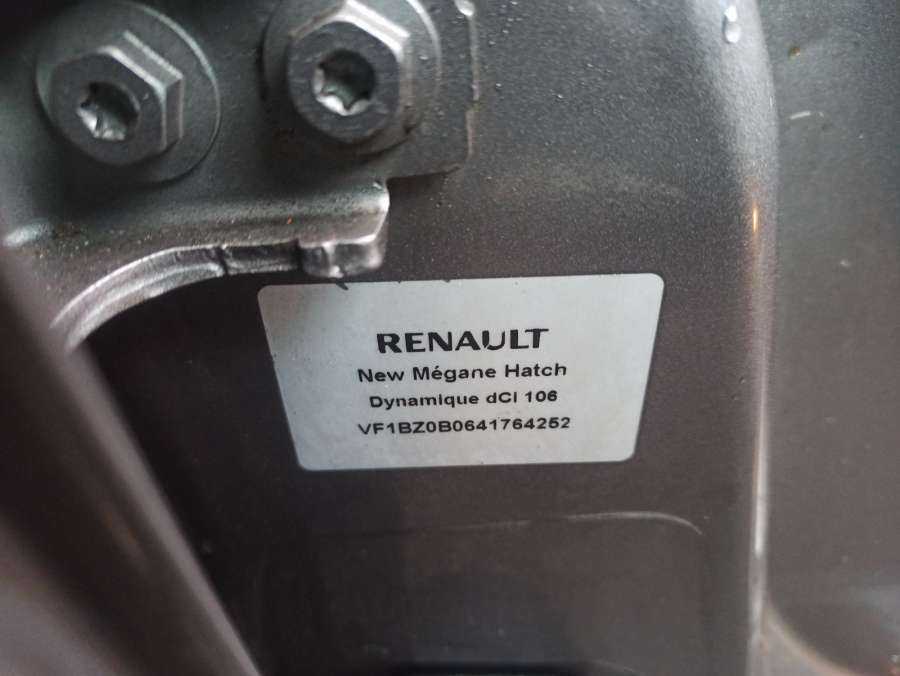 RENAULT
New Mégane Hatch
Dynamique dCi 106
VF1BZ0B0641764252